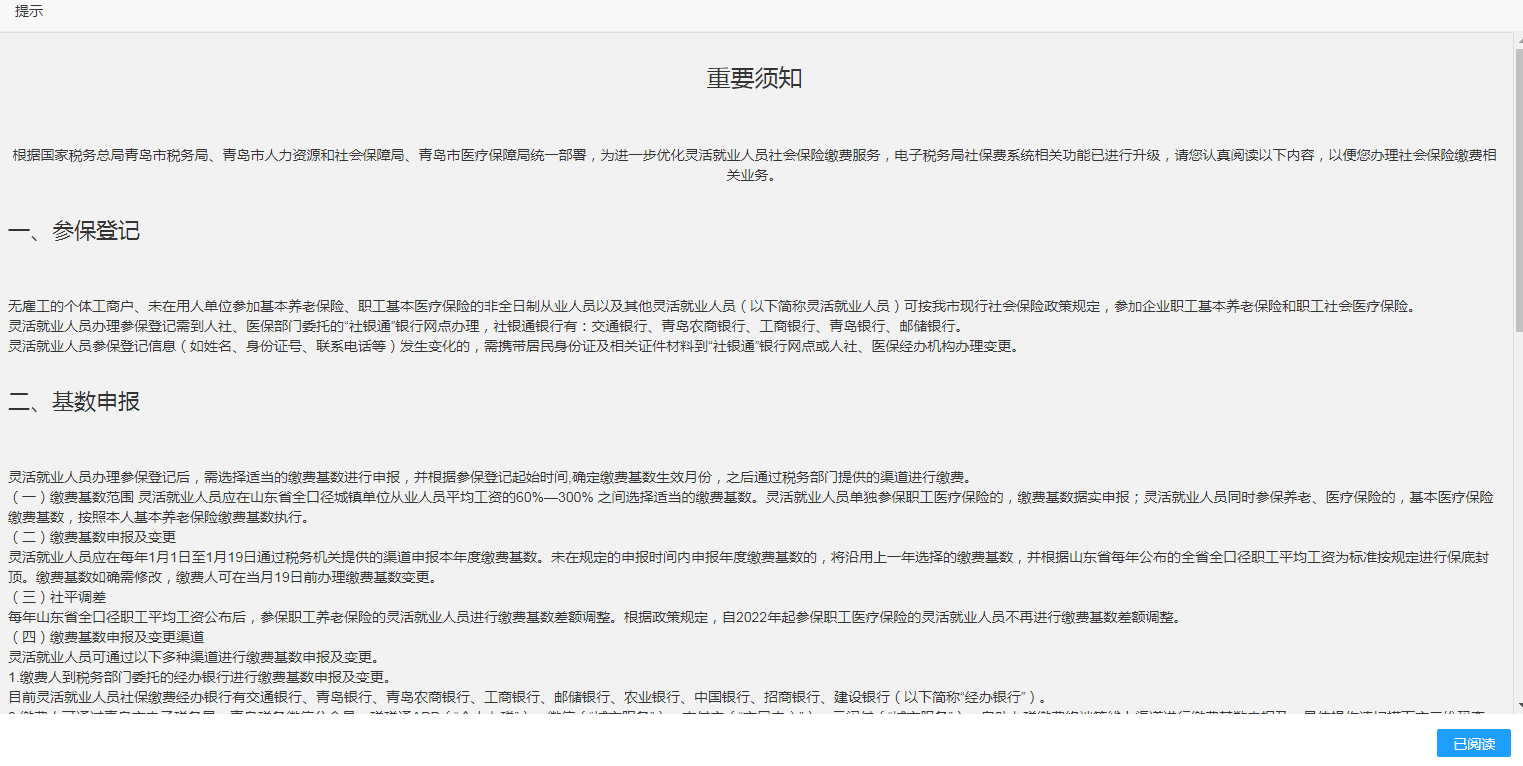 提示
重要须知
根据国家税务总局青岛市税务局、青岛市人力资源和社会保障局、青岛市医疗保障局统一部署，为进一步优化灵活就业人员社会保险缴费服务，电子税务局社保费系统相关功能已进行升级，请您认真阅读以下内容，以便您办理社会保险缴费相
关业务。
一、参保登记
无雇工的个体工商户、未在用人单位参加基本养老保险、职工基本医疗保险的非全日制从业人员以及其他灵活就业人员（以下简称灵活就业人员）可按我市现行社会保险政策规定，参加企业职工基本养老保险和职工社会医疗保险。
灵活就业人员办理参保登记需到人社、医保部门委托的“社银通”银行网点办理，社银通银行有：交通银行、青岛农商银行、工商银行、青岛银行、邮储银行。
灵活就业人员参保登记信息（如姓名、身份证号、联系电话等）发生变化的，需携带居民身份证及相关证件材料到“社银通”银行网点或人社、医保经办机构办理变更。
二、基数申报
灵活就业人员办理参保登记后，需选择适当的缴费基数进行申报，并根据参保登记起始时间,确定缴费基数生效月份，之后通过税务部门提供的渠道进行缴费。
（一）缴费基数范围 灵活就业人员应在山东省全口径城镇单位从业人员平均工资的60%—300% 之间选择适当的缴费基数。灵活就业人员单独参保职工医疗保险的，缴费基数据实申报；灵活就业人员同时参保养老、医疗保险的，基本医疗保险
缴费基数，按照本人基本养老保险缴费基数执行。
（二）缴费基数申报及变更
灵活就业人员应在每年1月1日至1月19日通过税务机关提供的渠道申报本年度缴费基数。未在规定的申报时间内申报年度缴费基数的，将沿用上一年选择的缴费基数，并根据山东省每年公布的全省全口径职工平均工资为标准按规定进行保底封
顶。缴费基数如确需修改，缴费人可在当月19日前办理缴费基数变更。
（三）社平调差
每年山东省全口径职工平均工资公布后，参保职工养老保险的灵活就业人员进行缴费基数差额调整。根据政策规定，自2022年起参保职工医疗保险的灵活就业人员不再进行缴费基数差额调整。
（四）缴费基数申报及变更渠道
灵活就业人员可通过以下多种渠道进行缴费基数申报及变更。
1.缴费人到税务部门委托的经办银行进行缴费基数申报及变更。
目前灵活就业人员社保缴费经办银行有交通银行、青岛银行、青岛农商银行、工商银行、邮储银行、农业银行、中国银行、招商银行、建设银行（以下简称“经办银行”）。
已阅读